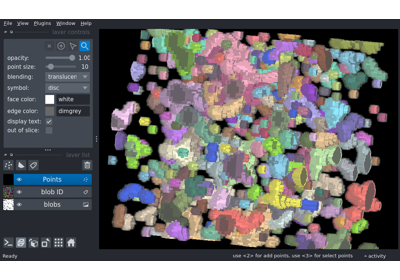 File View Plugins Window Help
layer controls
opacity: 1.00
point size: 10
blending: translucen
symbol: disc
face color: white
edge color: dimgrey
display text:
out of slice:
layer list
Points
blob ID
blobs
Ready
use <2> for add points, use <3> for select points
activity